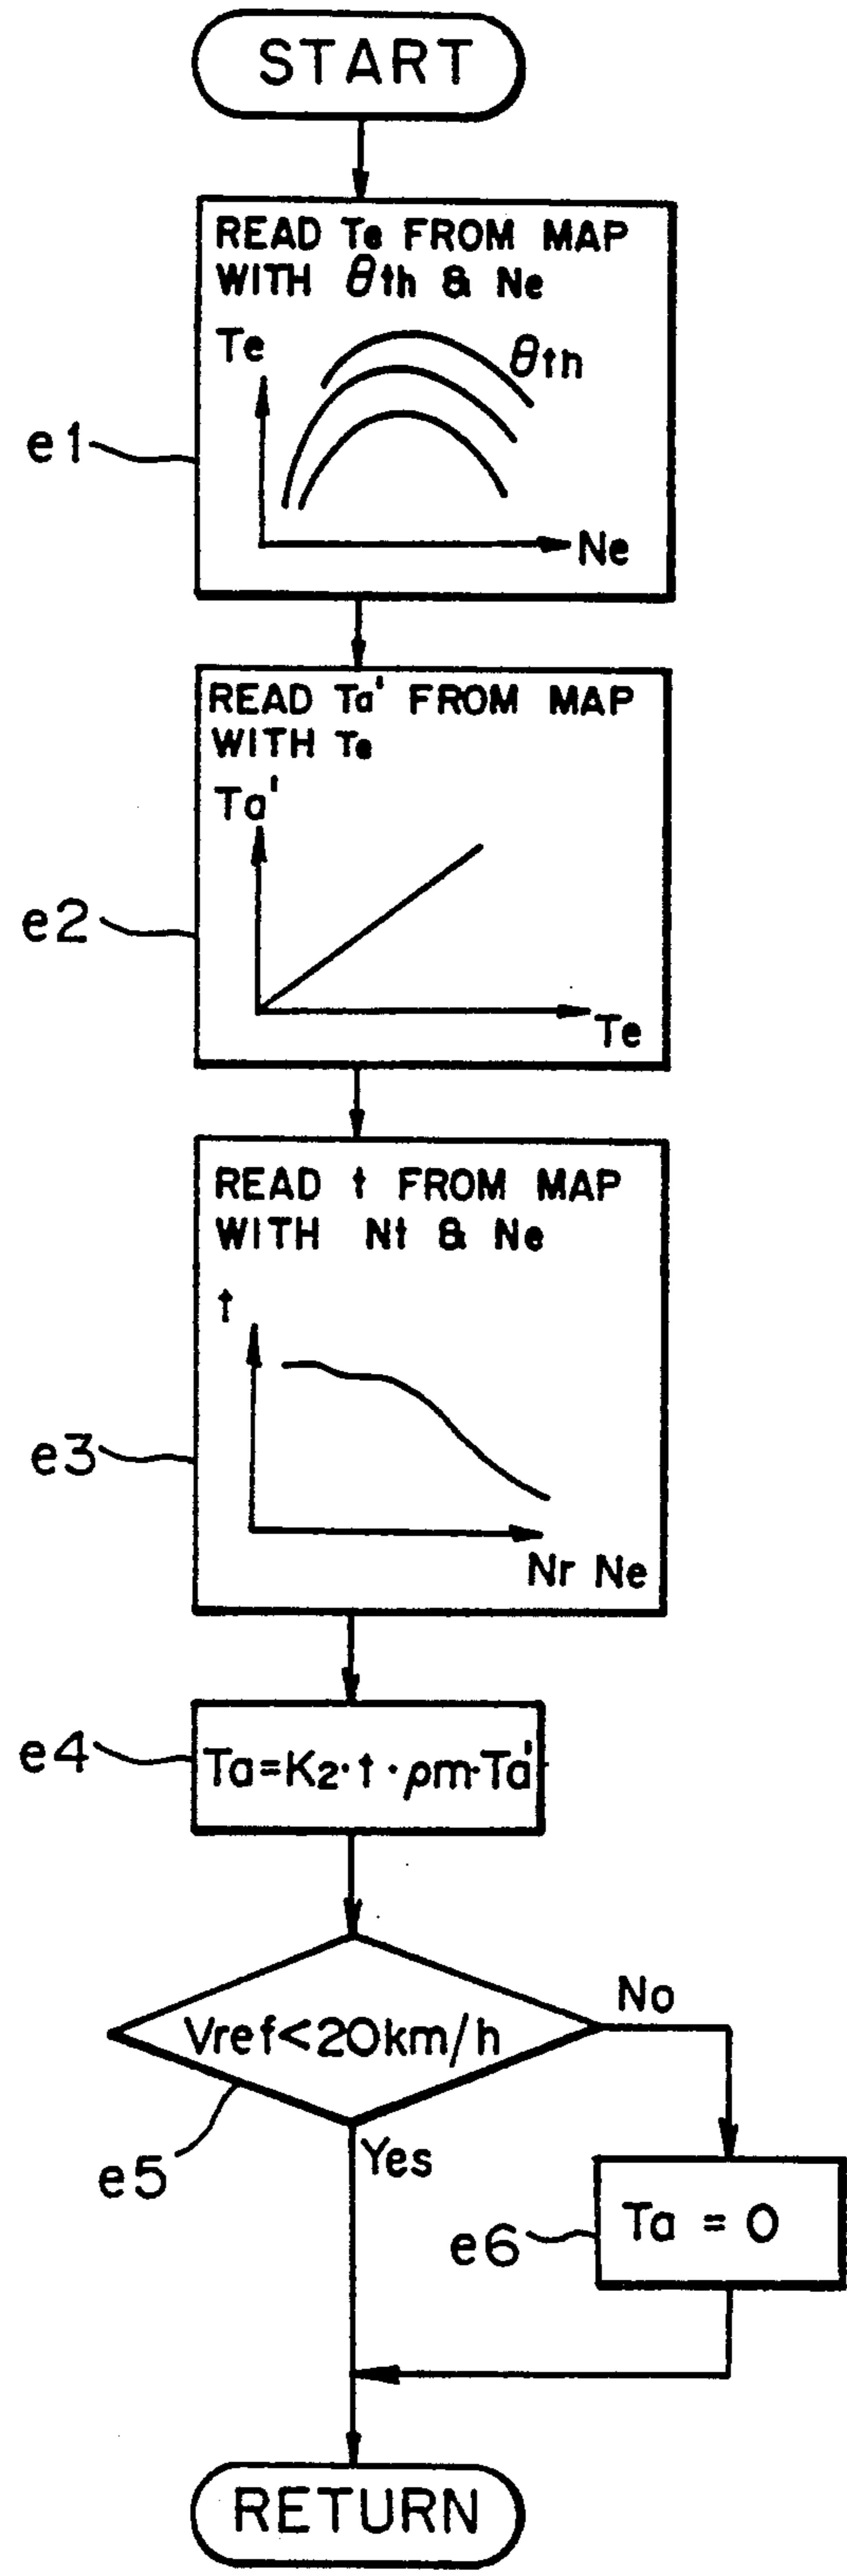 START
READ Te FROM MAP
WITH θth & Ne
Te
θth
e1
Ne
READ Ta' FROM MAP
WITH Te
Ta'
e2
Te
READ t FROM MAP
WITH Nt & Ne
t
e3
Nr Ne
e4
Ta=K2·t·ρm·Ta'
No
Vref<20km/h
Yes
e5
Ta = 0
e6
RETURN